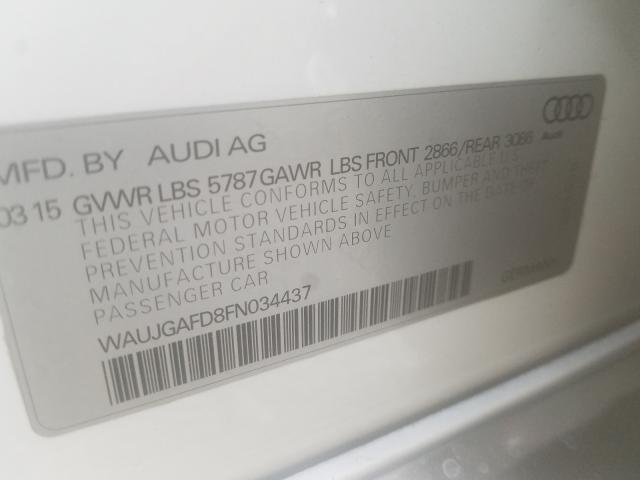 MFD. BY AUDI AG
03 15 GVWR LBS 5787 GAWR LBS FRONT 2866/REAR 3086
THIS VEHICLE CONFORMS TO ALL APPLICABLE U.S.
FEDERAL MOTOR VEHICLE SAFETY, BUMPER AND THEFT
PREVENTION STANDARDS IN EFFECT ON THE DATE OF
MANUFACTURE SHOWN ABOVE
PASSENGER CAR
WAUJGAFD8FN034437
GERMANY
Audi